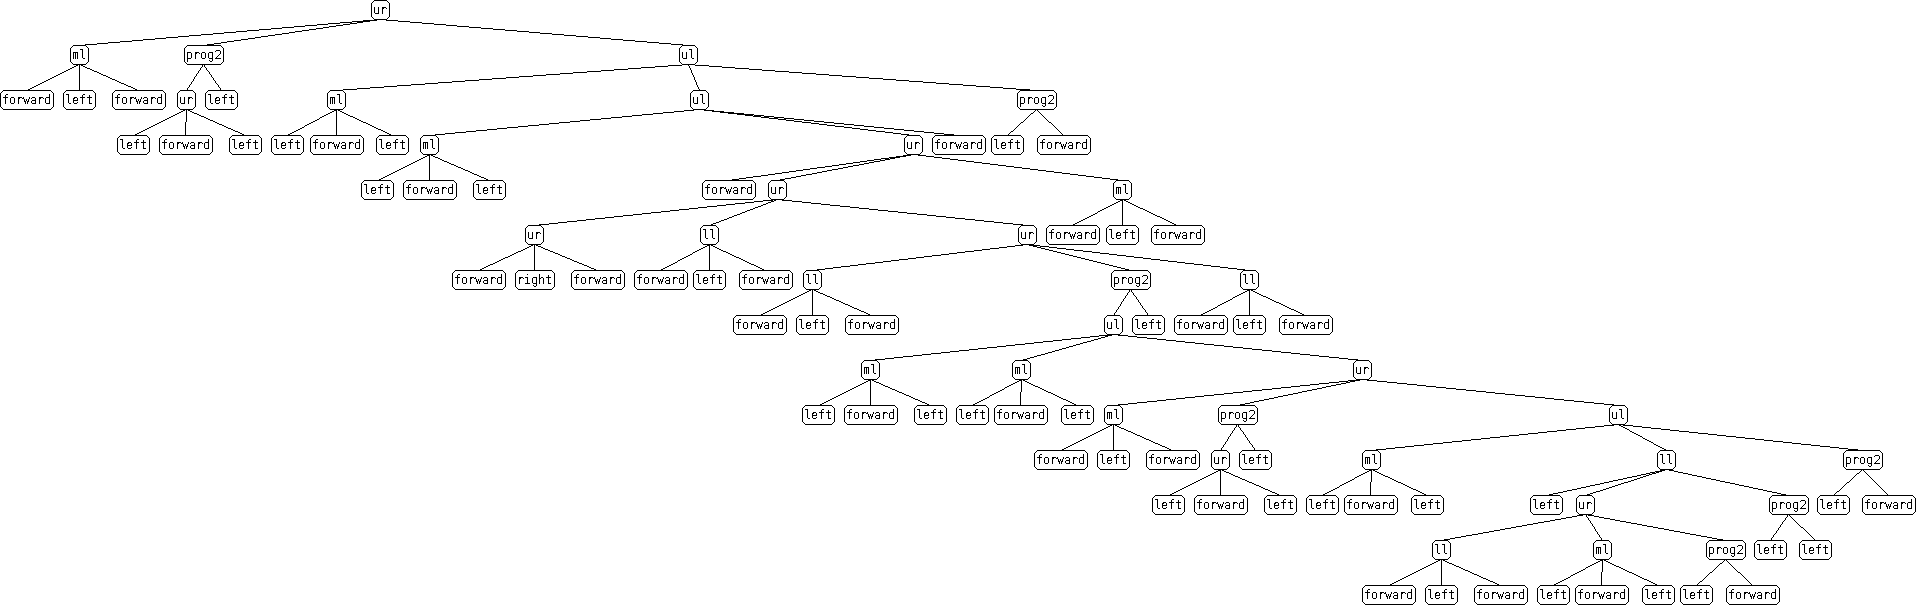 ur
ml prog2 ul
forward left forward ur left ml ul prog2
left forward left left forward left ml ur forward left forward
left forward left forward ur ml
ur ll ur forward left forward
forward right forward forward left forward ll prog2 ll
forward left forward ul left forward left forward
ml ml ur
left forward left left forward left ml prog2 ul
forward left forward ur left ml ll prog2
left forward left left forward left left ur prog2 left forward
ll ml prog2 left left
forward left forward left forward left left forward